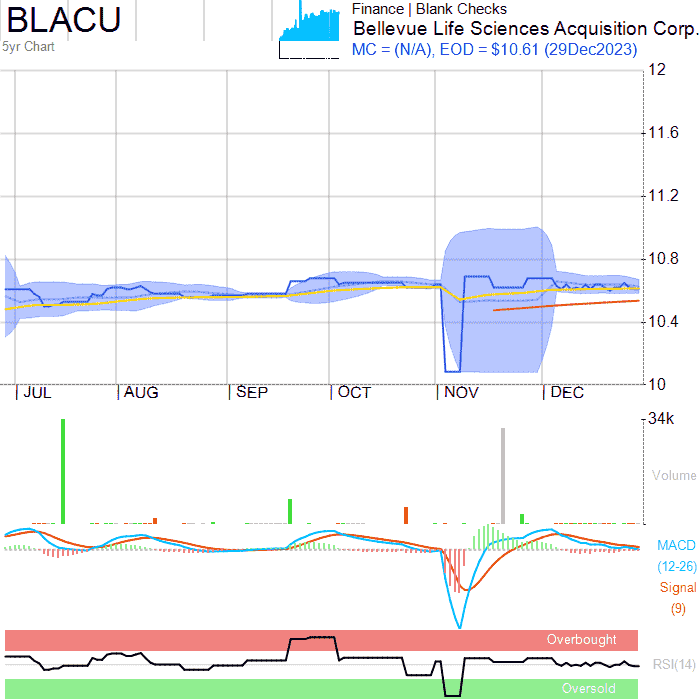 BLACU
5yr Chart
Finance | Blank Checks
Bellevue Life Sciences Acquisition Corp.
MC = (N/A), EOD = $10.61 (29Dec2023)
12
11.6
11.2
10.8
10.4
10
JUL AUG SEP OCT NOV DEC
34k
Volume
MACD
(12-26)
Signal
(9)
Overbought
RSI(14)
Oversold